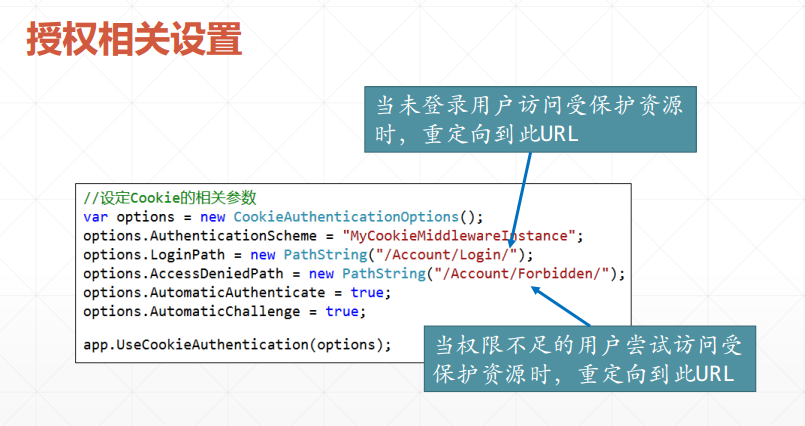 授权相关设置
当未登录用户访问受保护资源
时，重定向到此URL
//设定Cookie的相关参数
var options = new CookieAuthenticationOptions();
options.AuthenticationScheme = "MyCookieMiddlewareInstance";
options.LoginPath = new PathString("/Account/Login/");
options.AccessDeniedPath = new PathString("/Account/Forbidden/");
options.AutomaticAuthenticate = true;
options.AutomaticChallenge = true;
app.UseCookieAuthentication(options);
当权限不足的用户尝试访问受
保护资源时，重定向到此URL